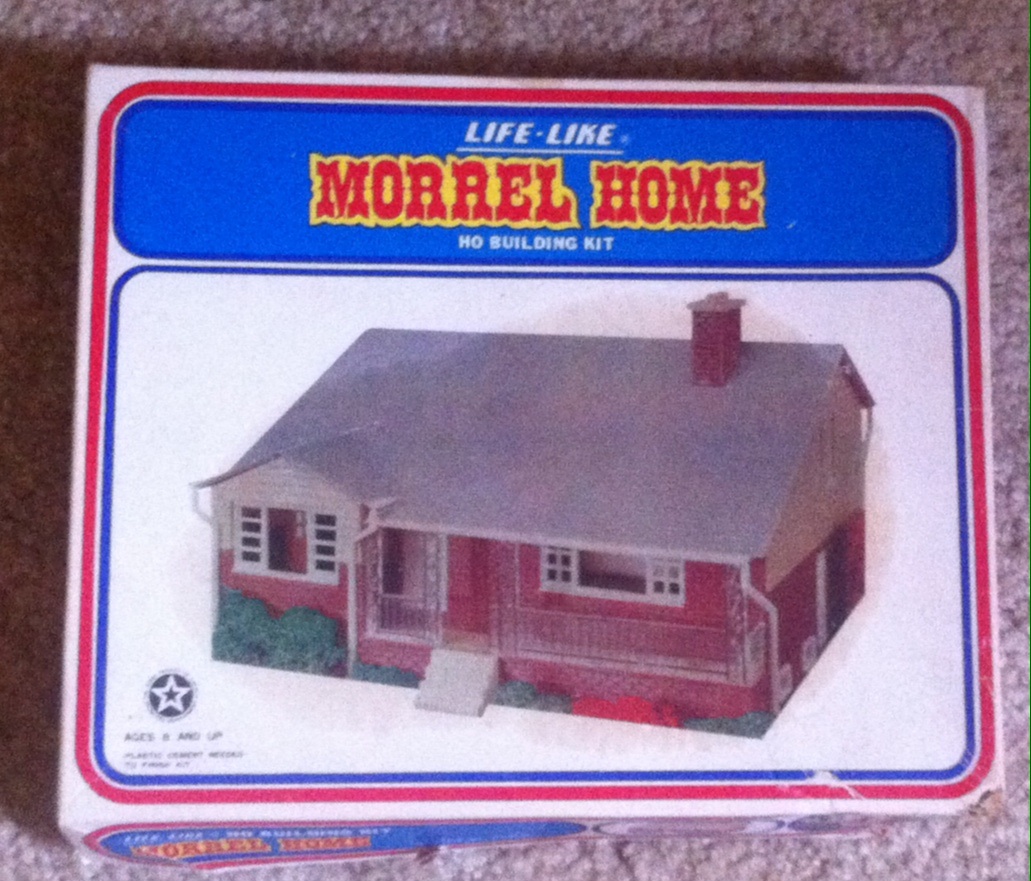 LIFE-LIKE
MORREL HOME
HO BUILDING KIT
AGES 8 AND UP
PLASTIC CEMENT NEEDED
TO FINISH KIT
LIFE-LIKE HO BUILDING KIT
MORREL HOME